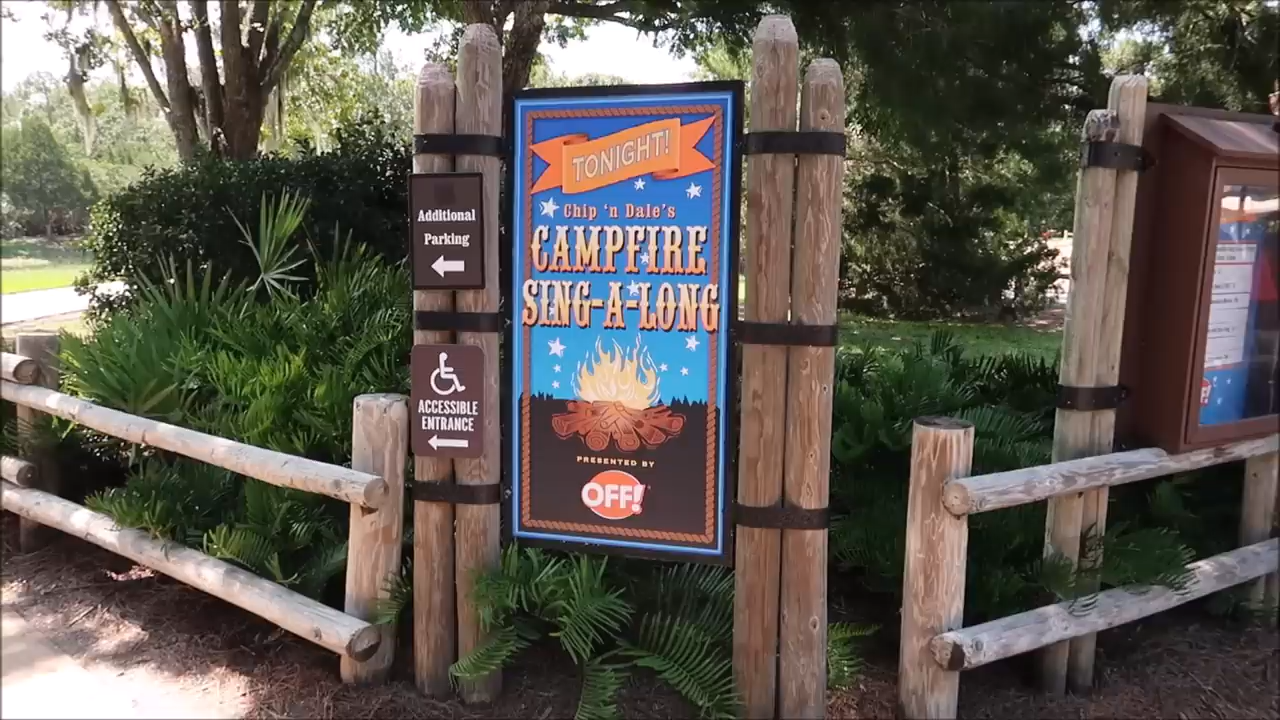 Additional
Parking
ACCESSIBLE
ENTRANCE
TONIGHT!
Chip 'n Dale's
CAMPFIRE
SING-A-LONG
PRESENTED BY
OFF!